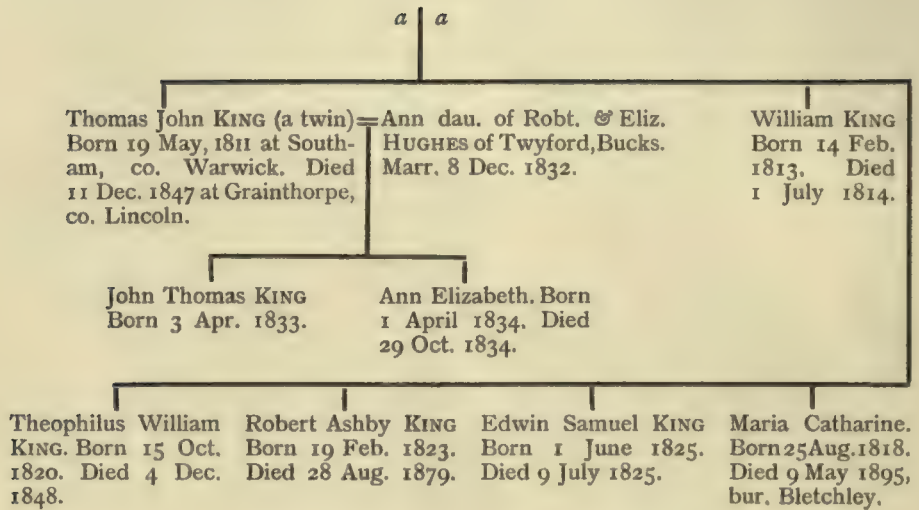 a a
Thomas John KING (a twin)=
Born 19 May, 1811 at South-
am, co. Warwick. Died
11 Dec. 1847 at Grainthorpe,
co. Lincoln.
Ann dau. of Robt. & Eliz.
HUGHES of Twyford, Bucks.
Marr. 8 Dec. 1832.
William KING
Born 14 Feb.
1813. Died
1 July 1814.
John Thomas KING
Born 3 Apr. 1833.
Ann Elizabeth. Born
1 April 1834. Died
29 Oct. 1834.
Theophilus William
KING. Born 15 Oct.
1820. Died 4 Dec.
1848.
Robert Ashby KING
Born 19 Feb. 1823.
Died 28 Aug. 1879.
Edwin Samuel KING
Born 1 June 1825.
Died 9 July 1825.
Maria Catharine.
Born 25 Aug. 1818.
Died 9 May 1895,
bur. Bletchley.